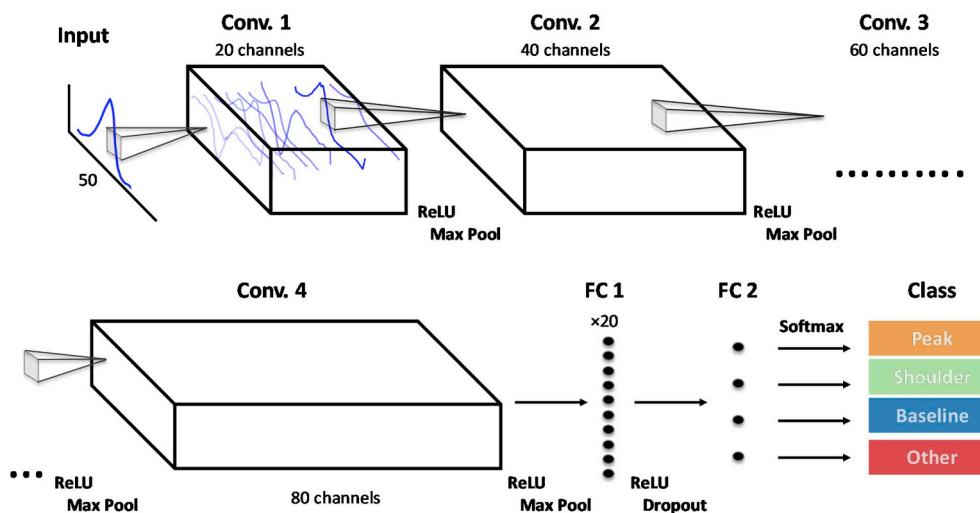 Input
50
Conv. 1
20 channels
ReLU
Max Pool
Conv. 2
40 channels
ReLU
Max Pool
Conv. 3
60 channels
ReLU
Max Pool
Conv. 4
80 channels
ReLU
Max Pool
FC 1
×20
ReLU
Dropout
FC 2
Softmax
Class
Peak
Shoulder
Baseline
Other